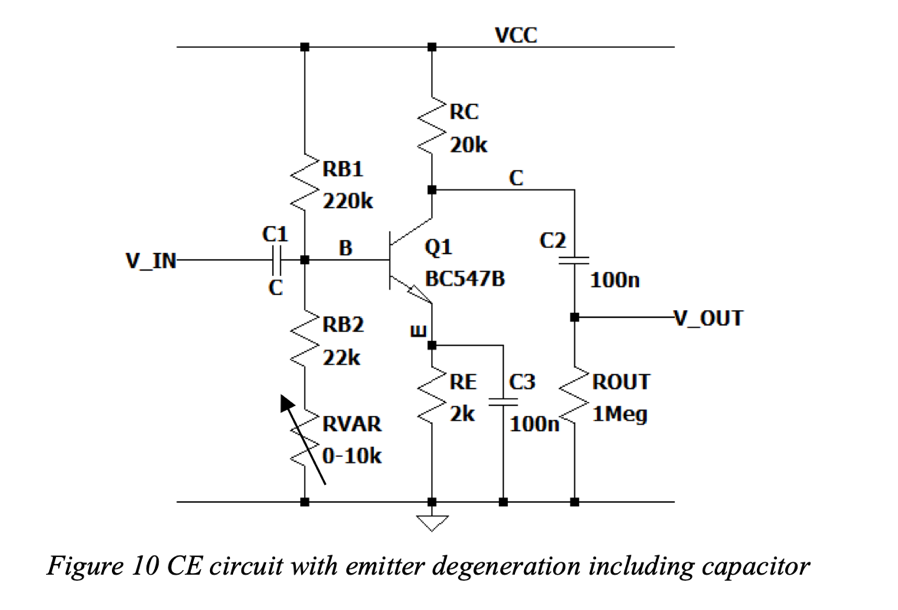 VCC
RC
20k
RB1
220k
C
C1
B
Q1
C2
V_IN
C
BC547B
100n
V_OUT
E
RB2
22k
RE
2k
C3
100n
ROUT
1Meg
RVAR
0-10k
Figure 10 CE circuit with emitter degeneration including capacitor